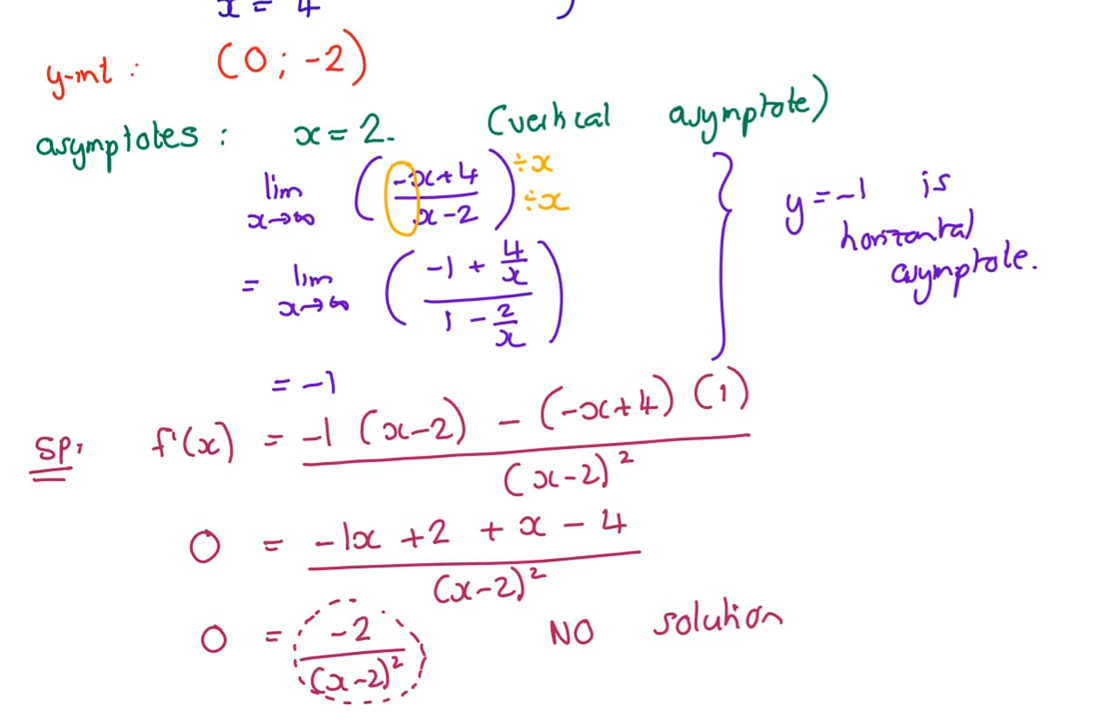 x = 4 )
y-int : (0 ; -2)
asymptotes : x = 2. (vertical asymptote)
lim x→∞ ( (-x+4)/(x-2) ) ÷x ÷x
= lim x→∞ ( (-1 + 4/x)/(1 - 2/x) )
= -1
} y = -1 is
horizontal
asymptote.
SP: f'(x) = (-1 (x-2) - (-x+4) (1))/((x-2)²)
0 = (-1x +2 + x - 4)/((x-2)²)
0 = (-2)/((x-2)²) NO solution